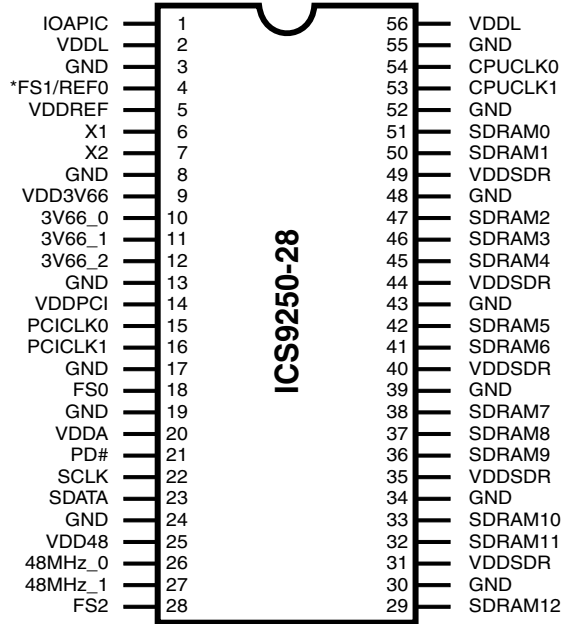 IOAPIC 1 56 VDDL
VDDL 2 55 GND
GND 3 54 CPUCLK0
*FS1/REF0 4 53 CPUCLK1
VDDREF 5 52 GND
X1 6 51 SDRAM0
X2 7 50 SDRAM1
GND 8 49 VDDSDR
VDD3V66 9 48 GND
3V66_0 10 47 SDRAM2
3V66_1 11 46 SDRAM3
3V66_2 12 45 SDRAM4
GND 13 44 VDDSDR
VDDPCI 14 43 GND
PCICLK0 15 42 SDRAM5
PCICLK1 16 41 SDRAM6
GND 17 40 VDDSDR
FS0 18 39 GND
GND 19 38 SDRAM7
VDDA 20 37 SDRAM8
PD# 21 36 SDRAM9
SCLK 22 35 VDDSDR
SDATA 23 34 GND
GND 24 33 SDRAM10
VDD48 25 32 SDRAM11
48MHz_0 26 31 VDDSDR
48MHz_1 27 30 GND
FS2 28 29 SDRAM12
ICS9250-28